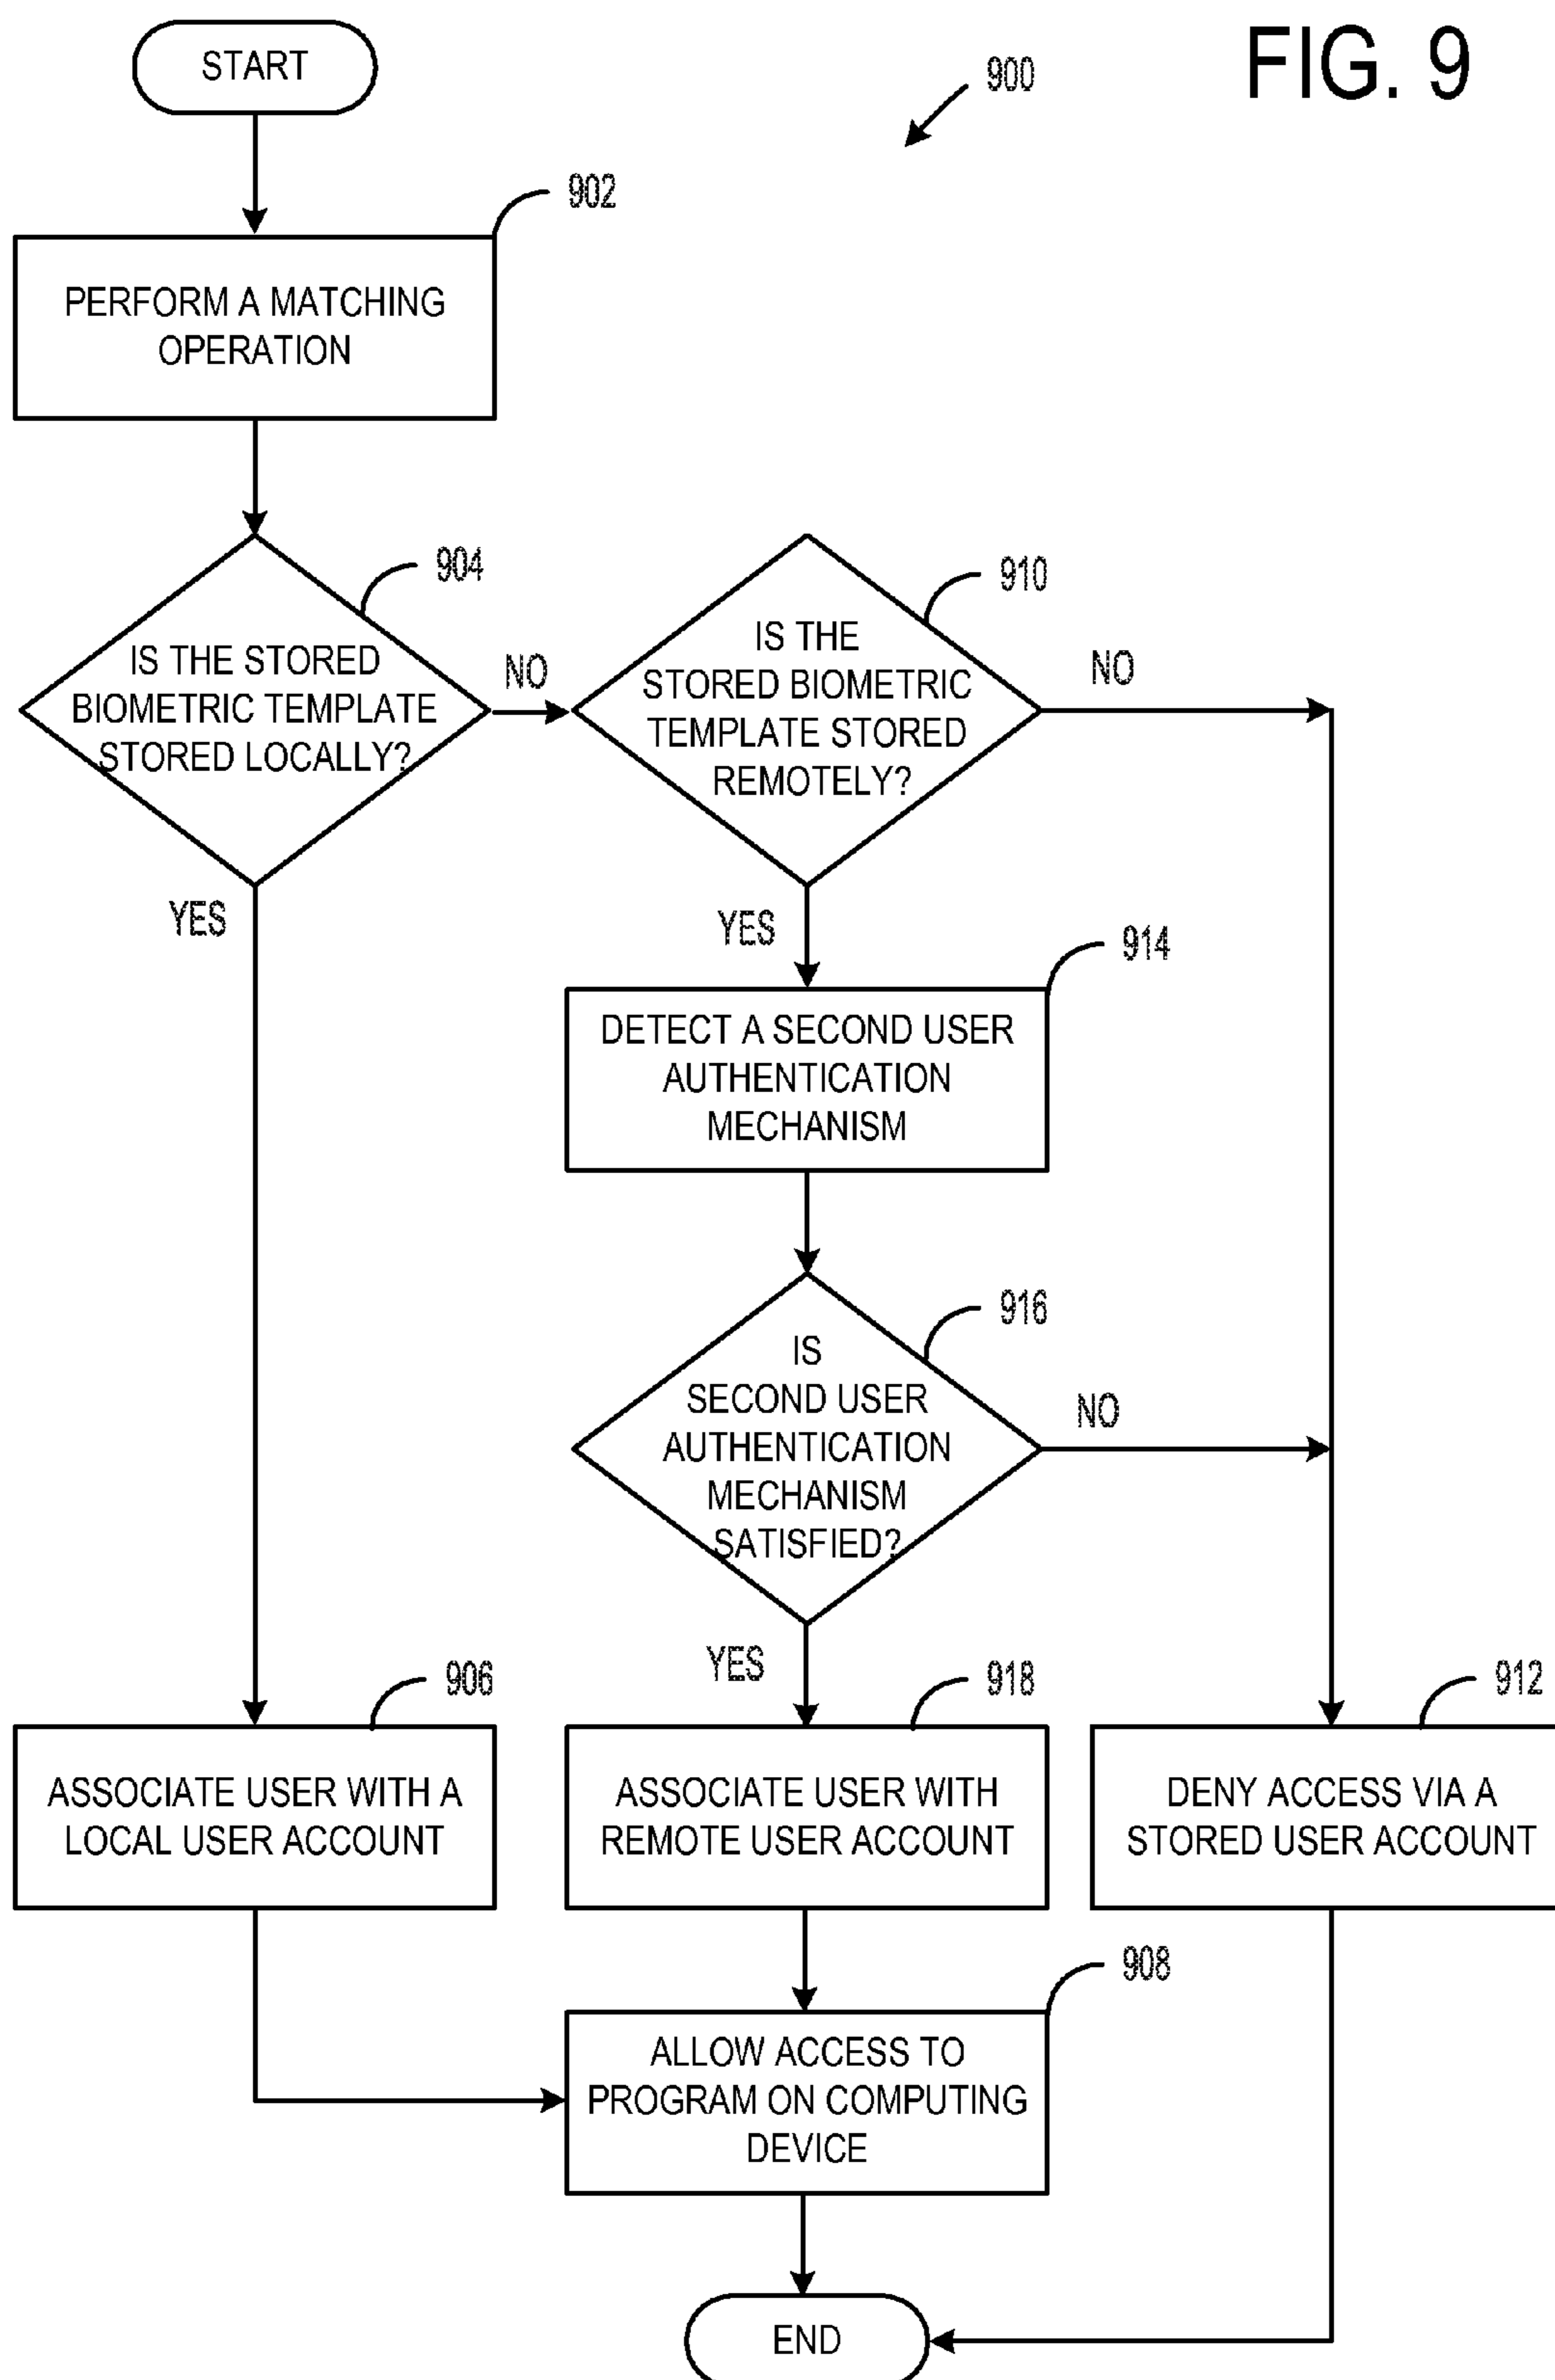 FIG. 9
START
900
902
PERFORM A MATCHING
OPERATION
904
IS THE STORED
BIOMETRIC TEMPLATE
STORED LOCALLY?
NO
910
IS THE
STORED BIOMETRIC
TEMPLATE STORED
REMOTELY?
NO
YES
YES
914
DETECT A SECOND USER
AUTHENTICATION
MECHANISM
916
IS
SECOND USER
AUTHENTICATION
MECHANISM
SATISFIED?
NO
YES
906
ASSOCIATE USER WITH A
LOCAL USER ACCOUNT
918
ASSOCIATE USER WITH
REMOTE USER ACCOUNT
912
DENY ACCESS VIA A
STORED USER ACCOUNT
908
ALLOW ACCESS TO
PROGRAM ON COMPUTING
DEVICE
END